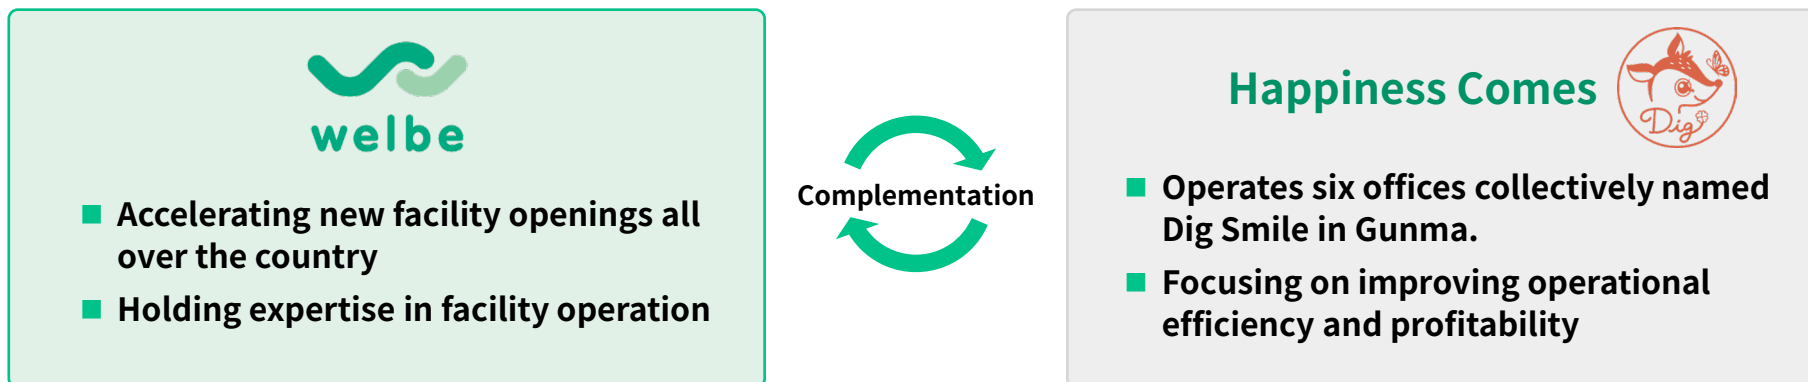 welbe
Accelerating new facility openings all
over the country
Holding expertise in facility operation
Complementation
Happiness Comes
Dig
Operates six offices collectively named
Dig Smile in Gunma.
Focusing on improving operational
efficiency and profitability